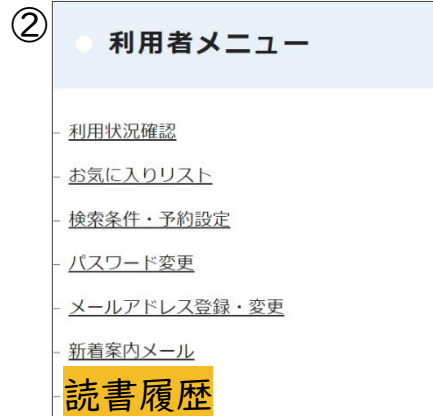 ②
利用者メニュー
利用状況確認
お気に入りリスト
検索条件・予約設定
パスワード変更
メールアドレス登録・変更
新着案内メール
読書履歴